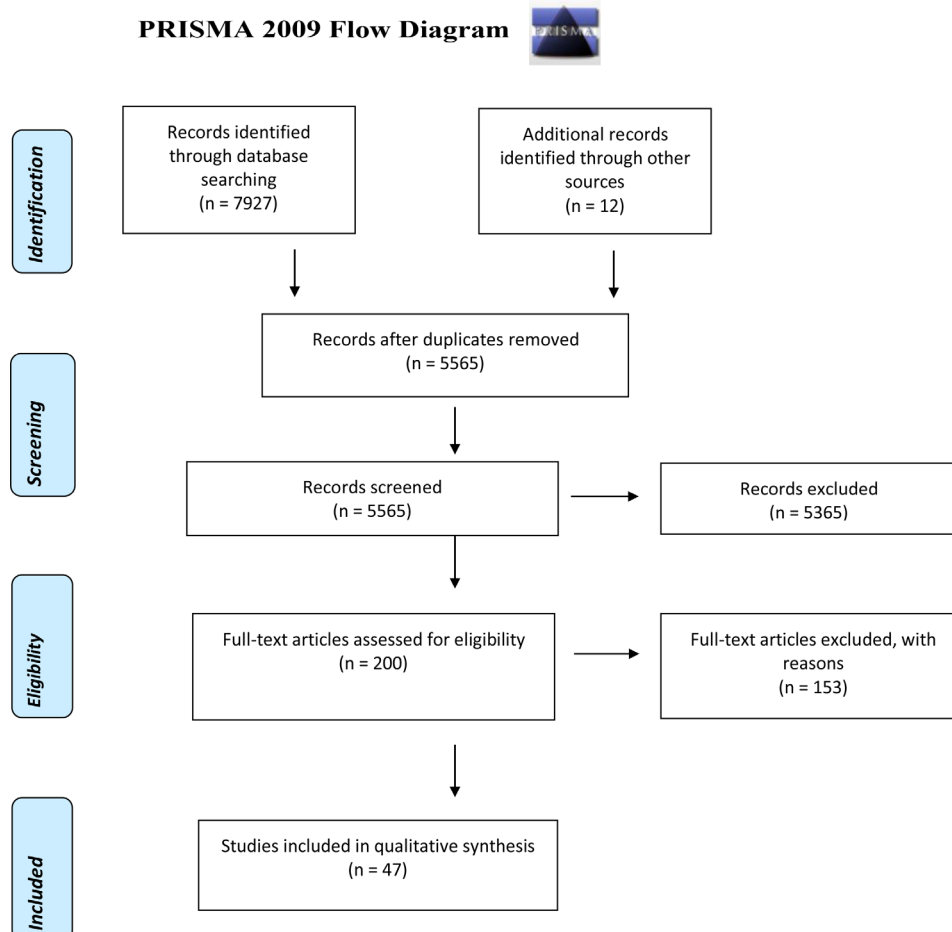 PRISMA 2009 Flow Diagram
PRISMA
Identification
Records identified
through database
searching
(n = 7927)
Additional records
identified through other
sources
(n = 12)
Records after duplicates removed
(n = 5565)
Screening
Records screened
(n = 5565)
Records excluded
(n = 5365)
Eligibility
Full-text articles assessed for eligibility
(n = 200)
Full-text articles excluded, with
reasons
(n = 153)
Included
Studies included in qualitative synthesis
(n = 47)